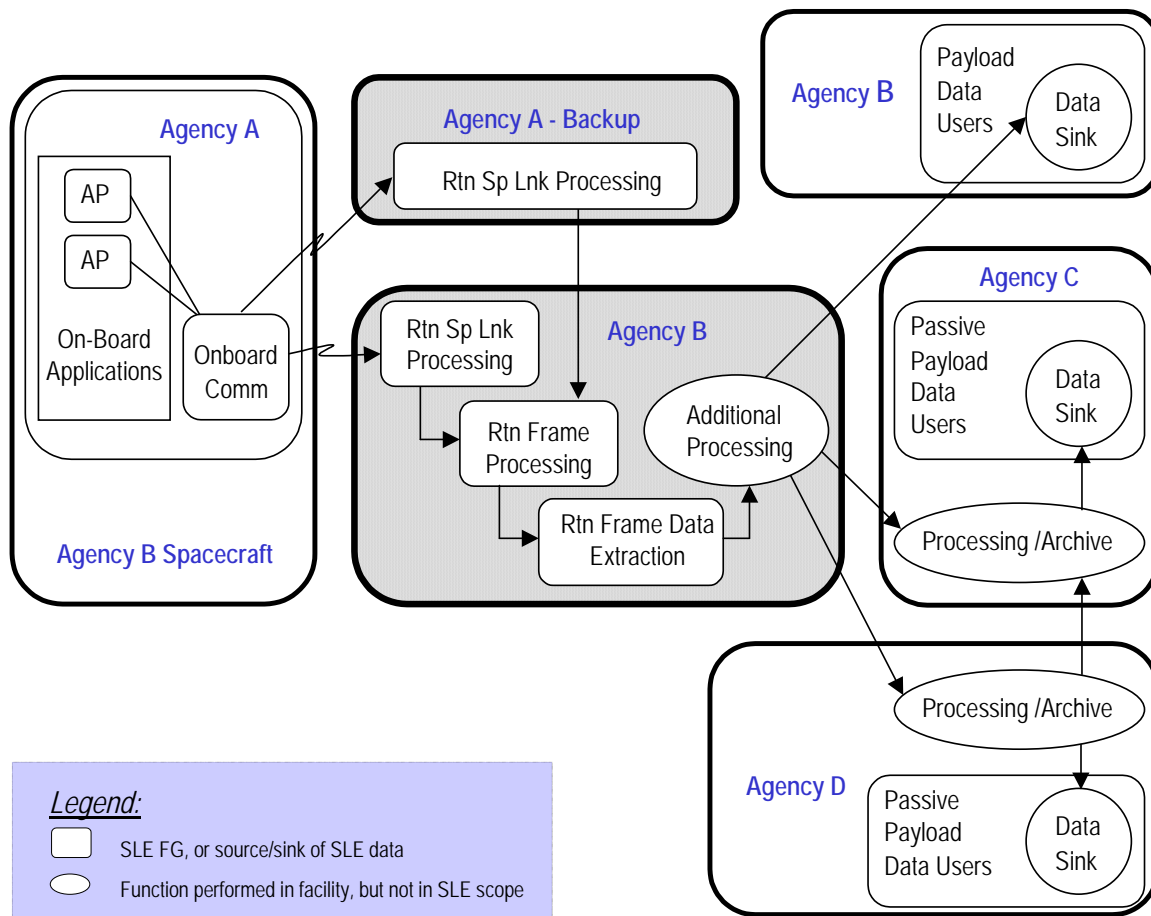 Agency A
AP
AP
On-Board
Applications
Onboard
Comm
Agency B Spacecraft
Agency A - Backup
Rtn Sp Lnk Processing
Agency B
Rtn Sp Lnk
Processing
Rtn Frame
Processing
Rtn Frame Data
Extraction
Additional
Processing
Agency B
Payload
Data
Users
Data
Sink
Agency C
Passive
Payload
Data
Users
Data
Sink
Processing /Archive
Processing /Archive
Agency D
Passive
Payload
Data Users
Data
Sink
Legend:
SLE FG, or source/sink of SLE data
Function performed in facility, but not in SLE scope